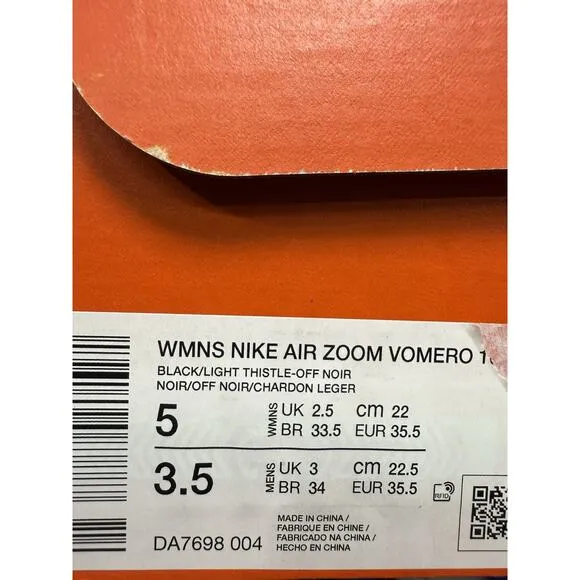 WMNS NIKE AIR ZOOM VOMERO
BLACK/LIGHT THISTLE-OFF NOIR
NOIR/OFF NOIR/CHARDON LEGER
5 WMNS UK 2.5 cm 22
BR 33.5 EUR 35.5
3.5 MENS UK 3 cm 22.5
BR 34 EUR 35.5
RFID
MADE IN CHINA /
FABRIQUE EN CHINE /
FABRICADO NA CHINA /
HECHO EN CHINA
DA7698 004